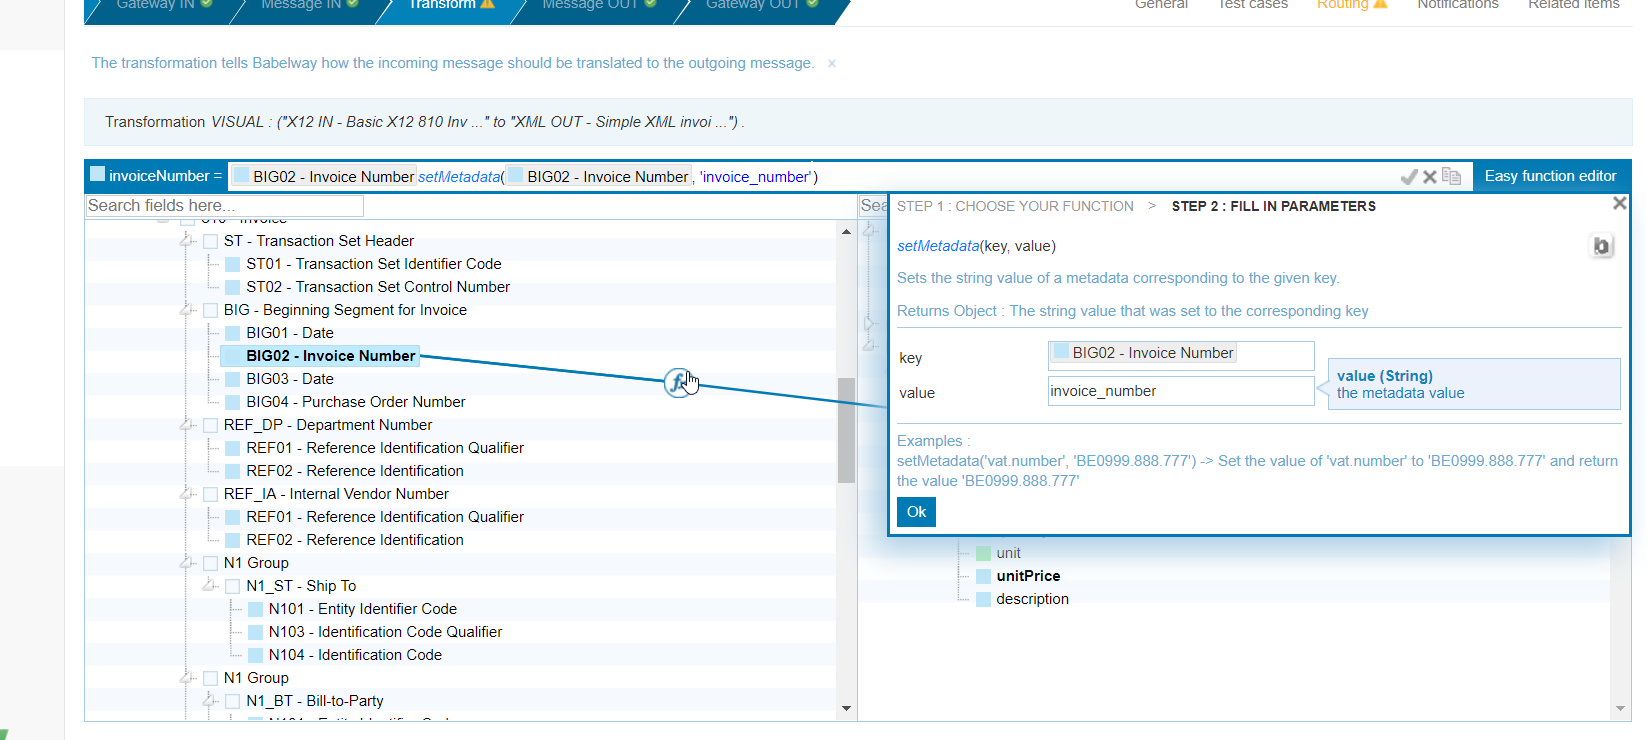 Gateway IN Message IN Transform Message OUT Gateway OUT General Test cases Routing Notifications Related items
The transformation tells Babelway how the incoming message should be translated to the outgoing message. ×
Transformation VISUAL : ("X12 IN - Basic X12 810 Inv ..." to "XML OUT - Simple XML invoi ...") .
invoiceNumber = BIG02 - Invoice Number setMetadata( BIG02 - Invoice Number , 'invoice_number') Easy function editor
Search fields here...
Sea
STEP 1 : CHOOSE YOUR FUNCTION > STEP 2 : FILL IN PARAMETERS
810 - Invoice
ST - Transaction Set Header
ST01 - Transaction Set Identifier Code
ST02 - Transaction Set Control Number
BIG - Beginning Segment for Invoice
BIG01 - Date
BIG02 - Invoice Number
BIG03 - Date
BIG04 - Purchase Order Number
REF_DP - Department Number
REF01 - Reference Identification Qualifier
REF02 - Reference Identification
REF_IA - Internal Vendor Number
REF01 - Reference Identification Qualifier
REF02 - Reference Identification
N1 Group
N1_ST - Ship To
N101 - Entity Identifier Code
N103 - Identification Code Qualifier
N104 - Identification Code
N1 Group
N1_BT - Bill-to-Party
N101 - Entity Identifier Code
setMetadata(key, value)
b
Sets the string value of a metadata corresponding to the given key.
Returns Object : The string value that was set to the corresponding key
key BIG02 - Invoice Number
value invoice_number
value (String)
the metadata value
Examples :
setMetadata('vat.number', 'BE0999.888.777') -> Set the value of 'vat.number' to 'BE0999.888.777' and return
the value 'BE0999.888.777'
Ok
unit
unitPrice
description